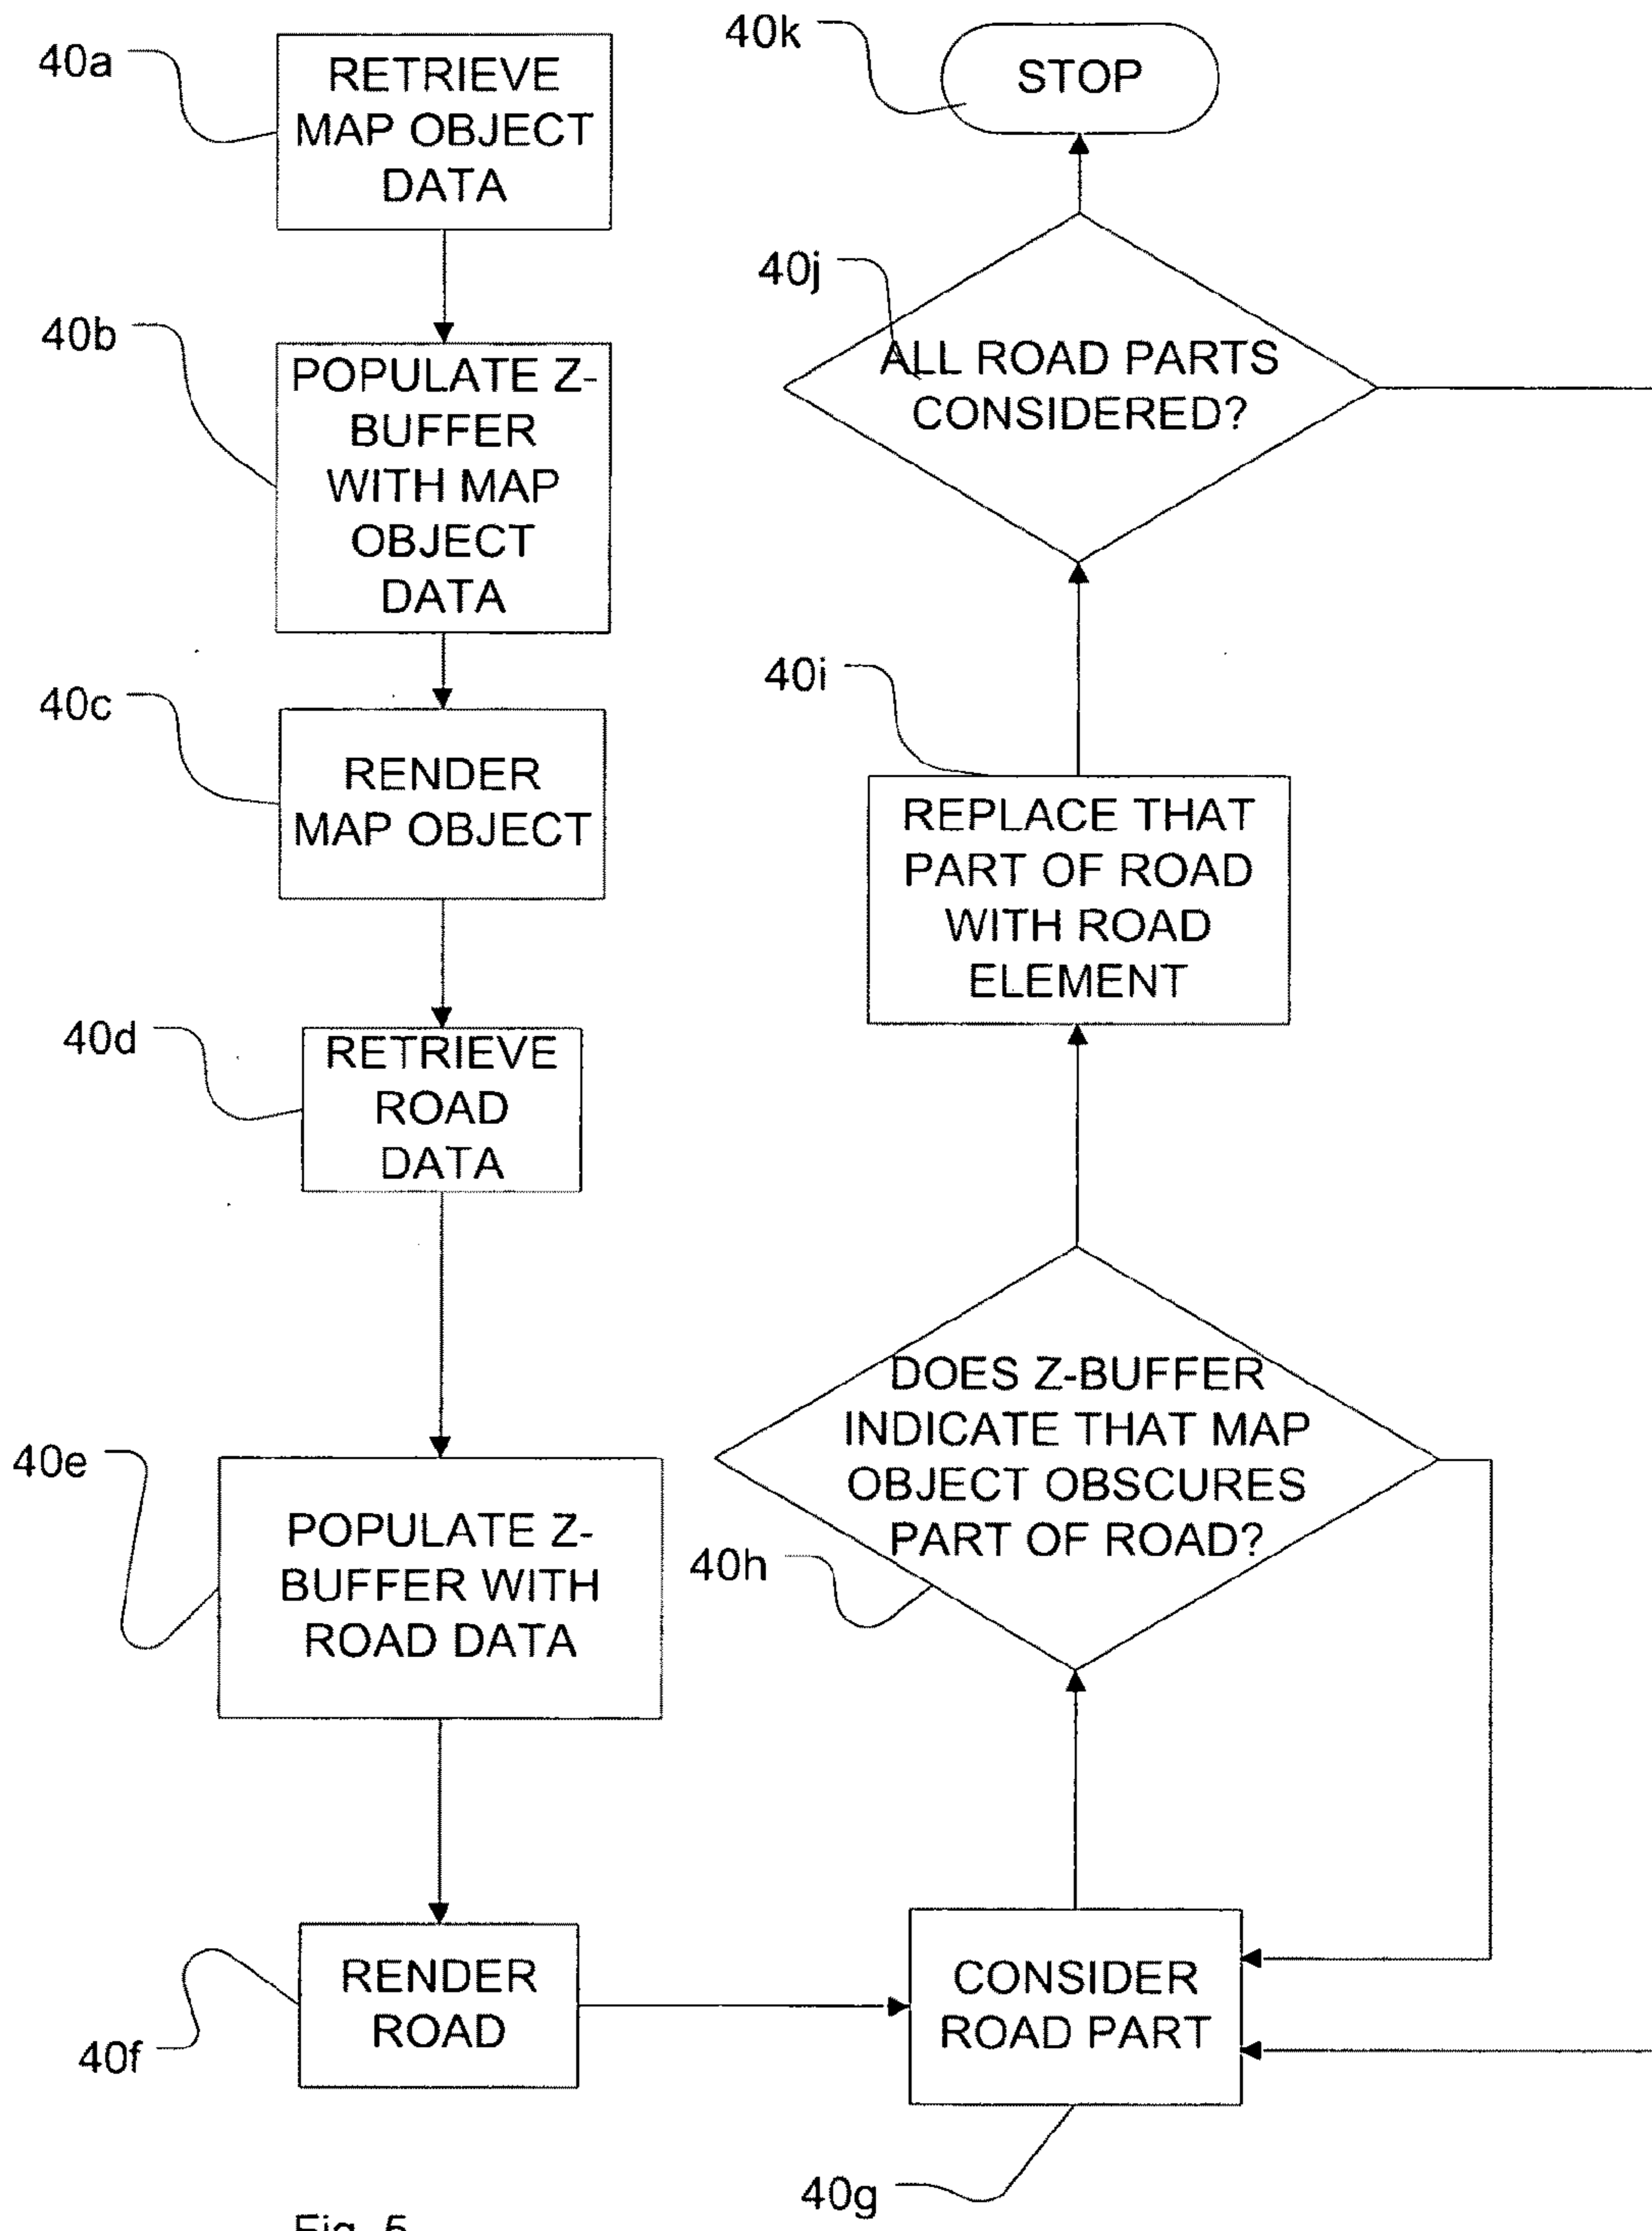 40a
RETRIEVE
MAP OBJECT
DATA
40b
POPULATE Z-
BUFFER
WITH MAP
OBJECT
DATA
40c
RENDER
MAP OBJECT
40d
RETRIEVE
ROAD
DATA
40e
POPULATE Z-
BUFFER WITH
ROAD DATA
40f
RENDER
ROAD
40k
STOP
40j
ALL ROAD PARTS
CONSIDERED?
40i
REPLACE THAT
PART OF ROAD
WITH ROAD
ELEMENT
DOES Z-BUFFER
INDICATE THAT MAP
OBJECT OBSCURES
PART OF ROAD?
40h
CONSIDER
ROAD PART
40g
Fig. 5